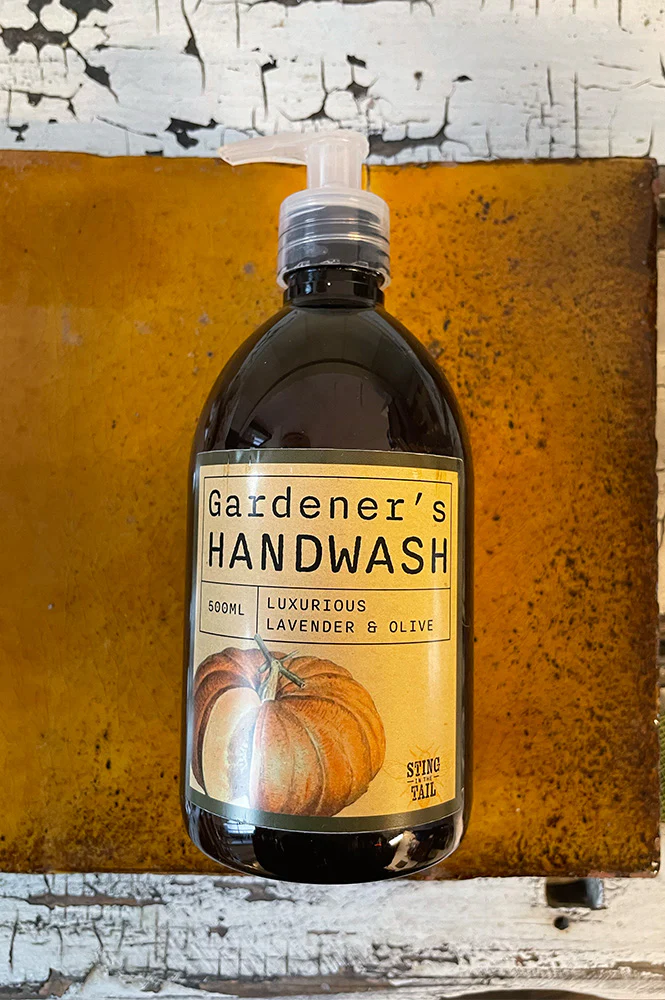 Gardener's
HANDWASH
500ML
LUXURIOUS
LAVENDER & OLIVE
STING
IN THE
TAIL